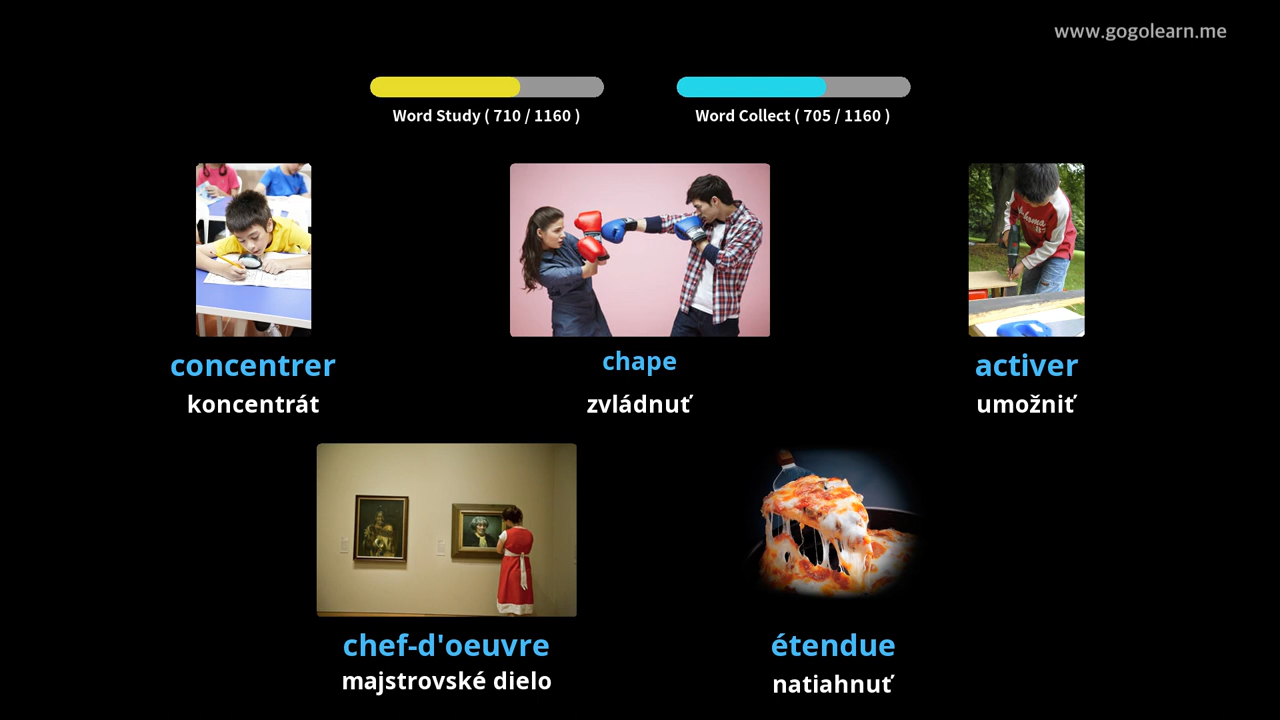 www.gogolearn.me
Word Study ( 710 / 1160 )
Word Collect ( 705 / 1160 )
concentrer
koncentrát
chape
zvládnuť
activer
umožniť
chef-d'oeuvre
majstrovské dielo
étendue
natiahnuť